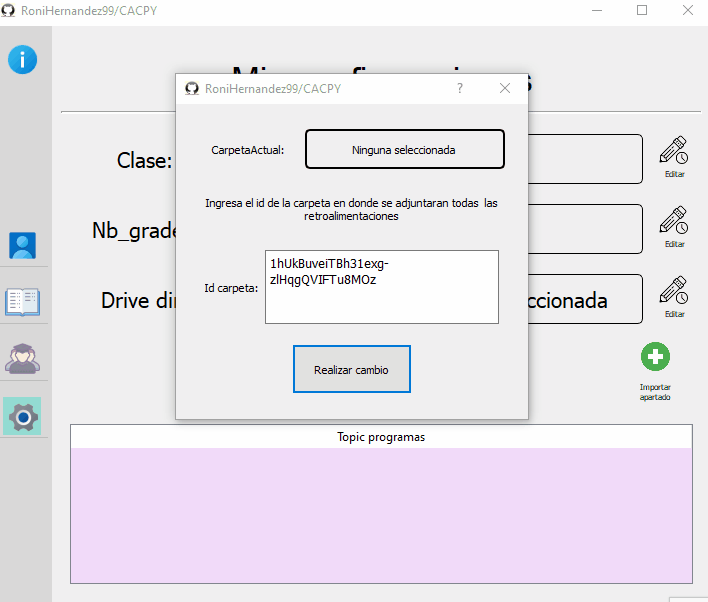 RoniHernandez99/CACPY
RoniHernandez99/CACPY
?
CarpetaActual:
Ninguna seleccionada
Ingresa el id de la carpeta en donde se adjuntaran todas las
retroalimentaciones
Id carpeta:
1hUkBuveiTBh31exg-
zlHqgQVIFTu8MOz
Realizar cambio
Clase:
Editar
Nb_grade
Editar
Drive di
ccionada
Editar
Importar
apartado
Topic programas